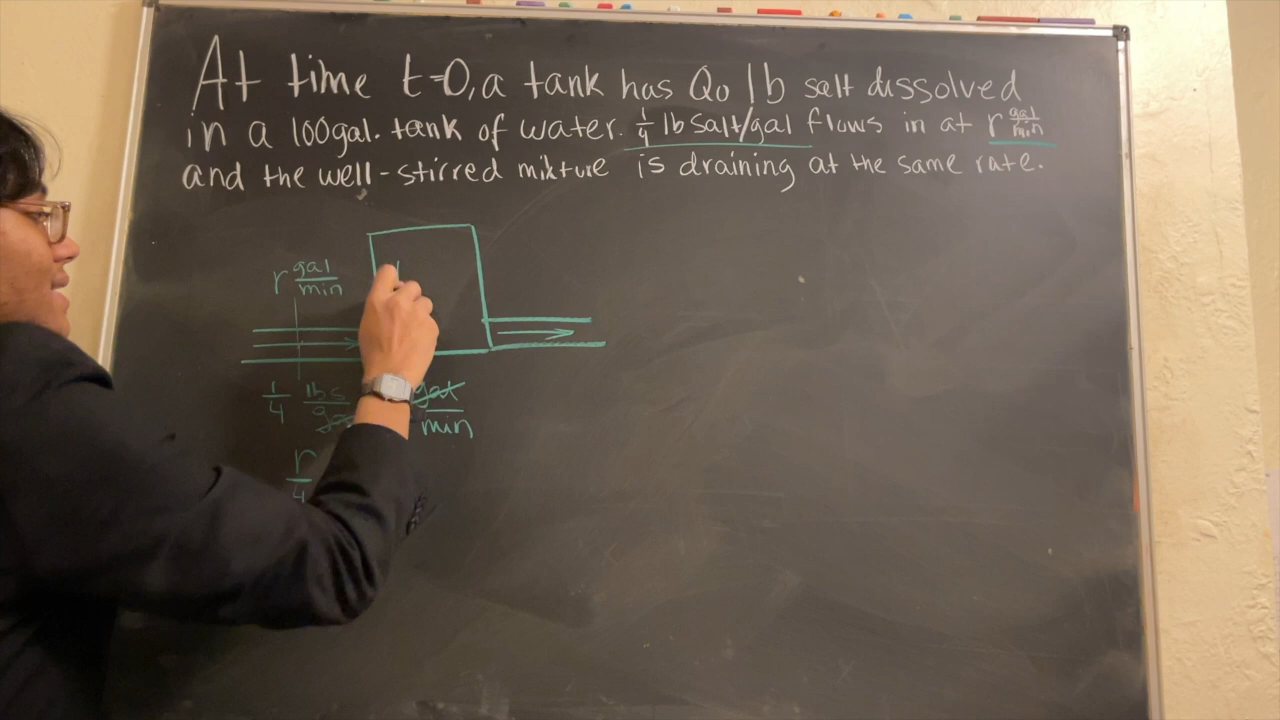 At time t=0, a tank has Q₀ lb salt dissolved
in a 100gal. tank of water. 1/4 lb salt/gal flows in at r gal/min
and the well-stirred mixture is draining at the same rate.
r gal/min
1/4 lbs/gal gal/min
r/4